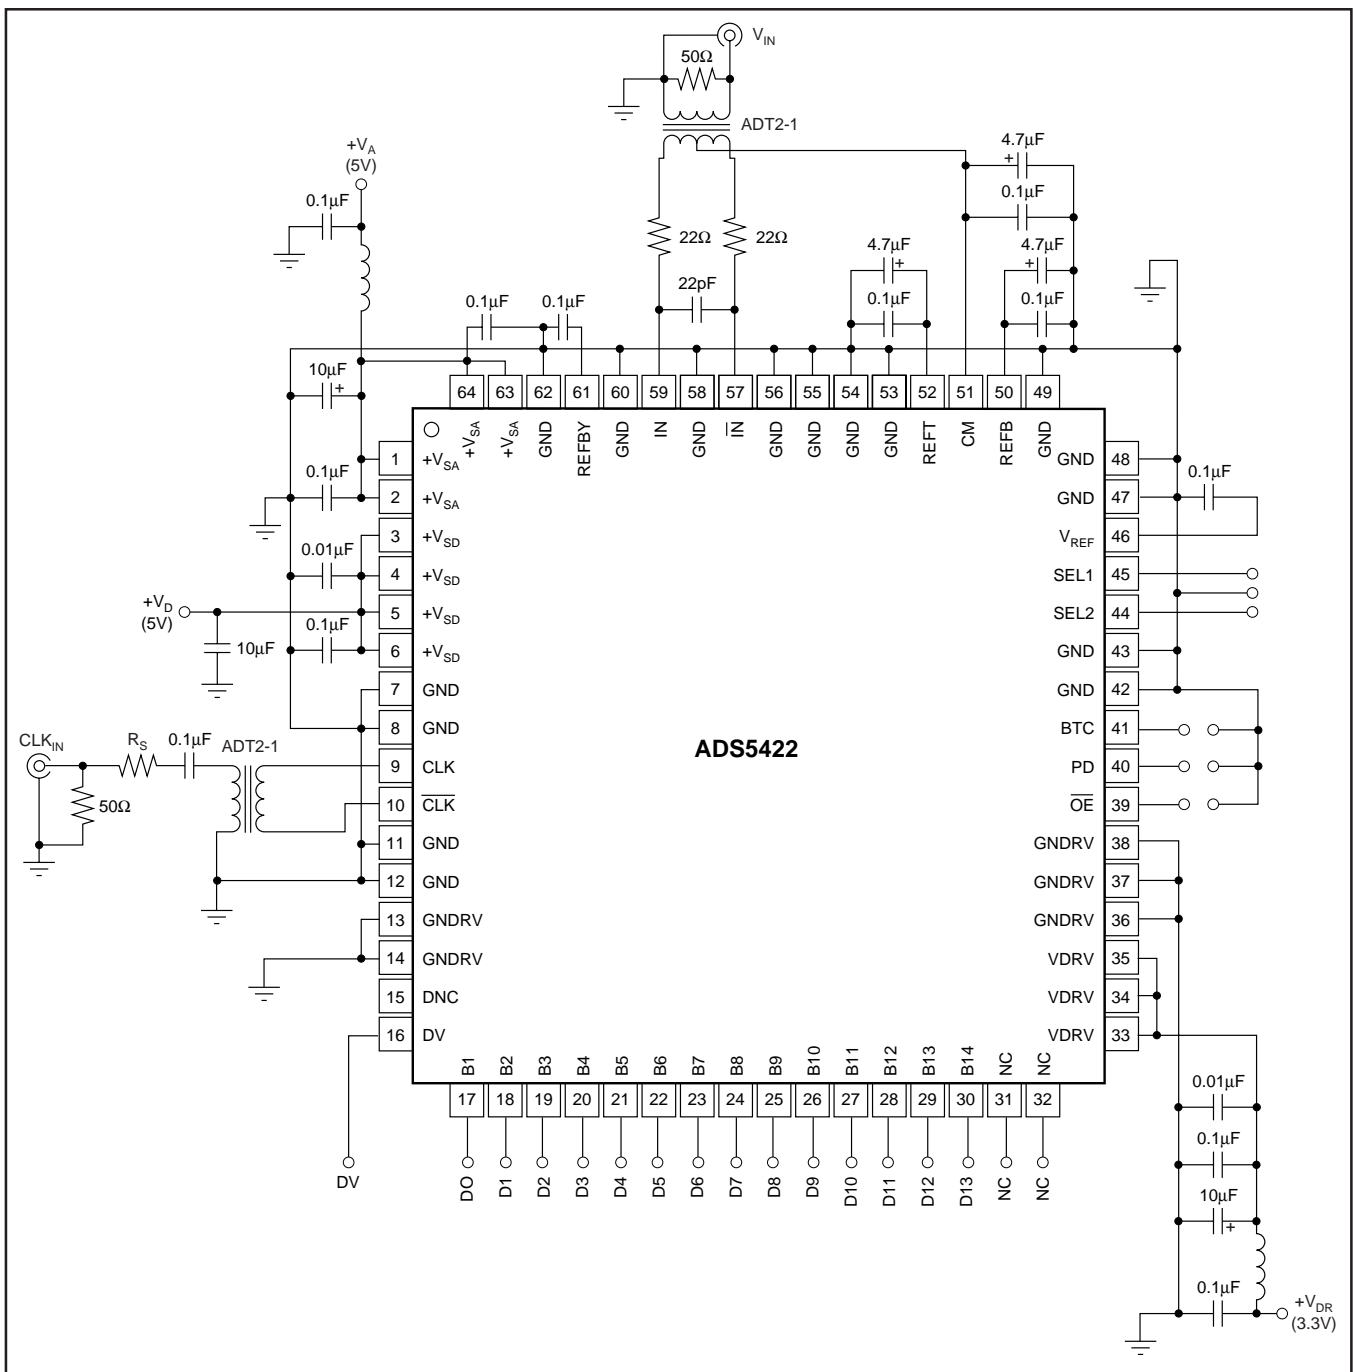 V_IN
50Ω
ADT2-1
+V_A
(5V)
4.7µF
0.1µF
0.1µF
22Ω
22Ω
4.7µF
4.7µF
22pF
0.1µF
0.1µF
0.1µF
0.1µF
10µF
64 63 62 61 60 59 58 57 56 55 54 53 52 51 50 49
+V_SA +V_SA GND REFBY GND IN GND I̅N̅ GND GND GND GND REFT CM REFB GND
1 +V_SA
2 +V_SA
3 +V_SD
4 +V_SD
5 +V_SD
6 +V_SD
7 GND
8 GND
9 CLK
10 C̅L̅K̅
11 GND
12 GND
13 GNDRV
14 GNDRV
15 DNC
16 DV
0.1µF
0.01µF
+V_D
(5V)
0.1µF
10µF
CLK_IN
R_S
0.1µF
ADT2-1
50Ω
ADS5422
GND 48
GND 47
V_REF 46
SEL1 45
SEL2 44
GND 43
GND 42
BTC 41
PD 40
O̅E̅ 39
GNDRV 38
GNDRV 37
GNDRV 36
VDRV 35
VDRV 34
VDRV 33
0.1µF
B1 B2 B3 B4 B5 B6 B7 B8 B9 B10 B11 B12 B13 B14 NC NC
17 18 19 20 21 22 23 24 25 26 27 28 29 30 31 32
DV
DO D1 D2 D3 D4 D5 D6 D7 D8 D9 D10 D11 D12 D13 NC NC
0.01µF
0.1µF
10µF
0.1µF
+V_DR
(3.3V)